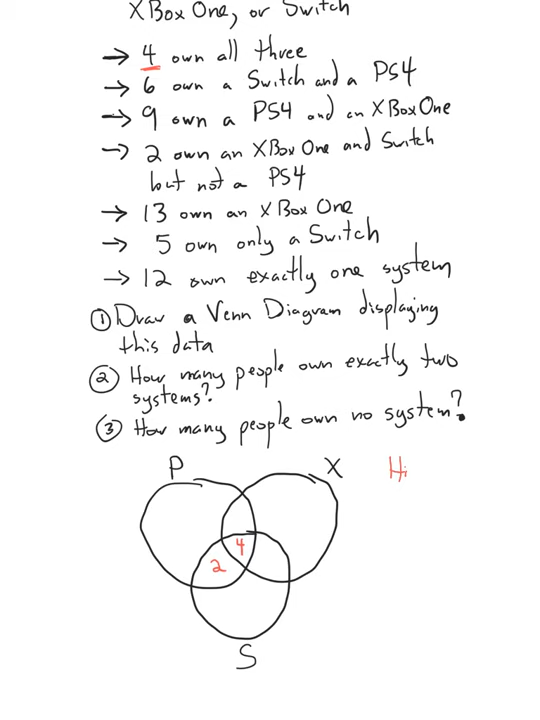 XBox One, or Switch
→ 4 own all three
→ 6 own a Switch and a PS4
→ 9 own a PS4 and an XBox One
→ 2 own an XBox One and Switch
but not a PS4
→ 13 own an XBox One
→ 5 own only a Switch
→ 12 own exactly one system
① Draw a Venn Diagram displaying
this data
② How many people own exactly two
systems?
③ How many people own no system?
P X Hi
4
2
S